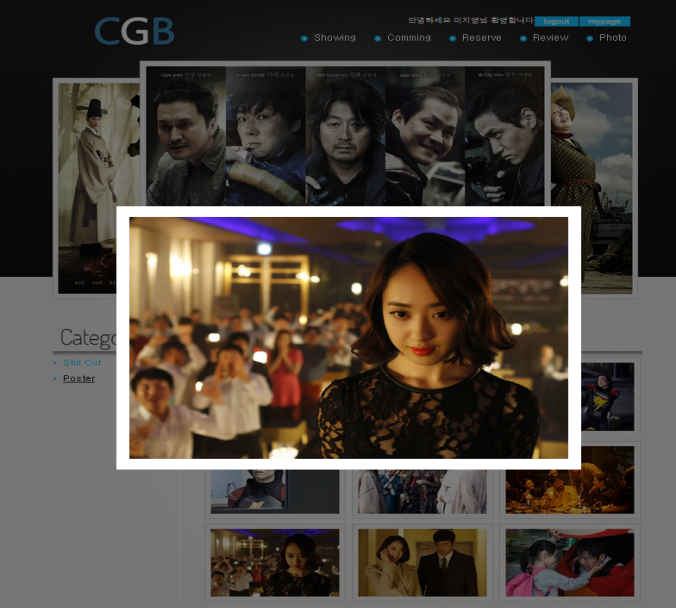 CGB
안녕하세요 이지영님 환영합니다
logout
mypage
Showing
Comming
Reserve
Review
Photo
Still Cut
Poster